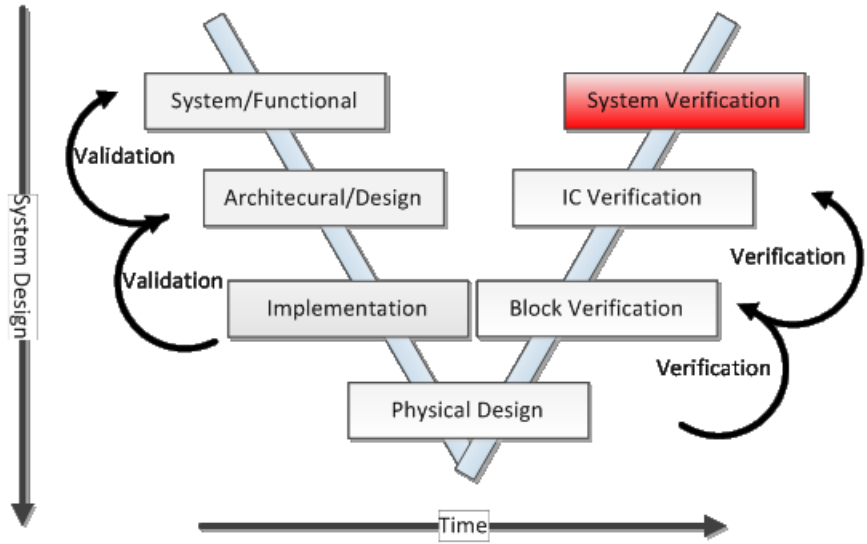 System/Functional
System Verification
Validation
Architecural/Design
IC Verification
System Design
Validation
Verification
Implementation
Block Verification
Verification
Physical Design
Time